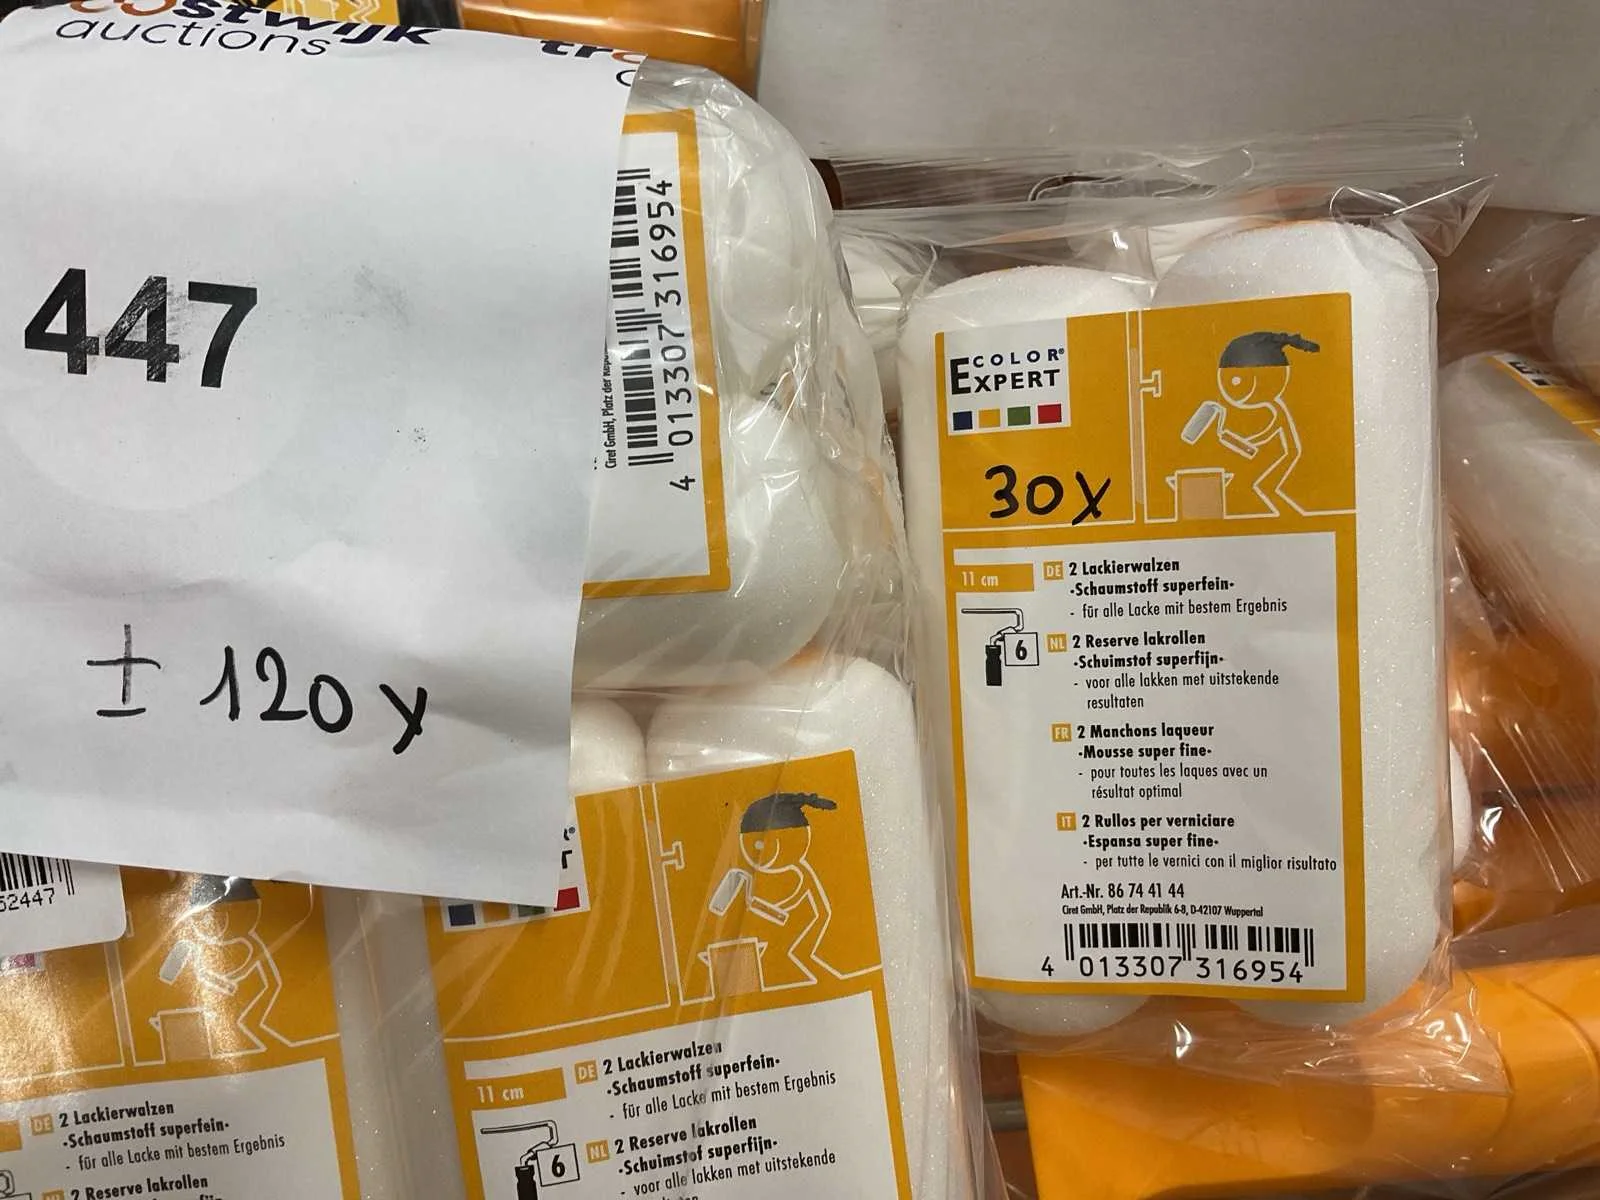 ostwijk
auctions
447
± 120 x
52447
Ciret GmbH, Platz der
4 013307 316954
COLOR®
EXPERT
30x
11 cm
DE 2 Lackierwalzen
-Schaumstoff superfein-
- für alle Lacke mit bestem Ergebnis
6
NL 2 Reserve lakrollen
-Schuimstof superfijn-
- voor alle lakken met uitstekende
resultaten
FR 2 Manchons laqueur
-Mousse super fine-
- pour toutes les laques avec un
résultat optimal
IT 2 Rullos per verniciare
-Espansa super fine-
- per tutte le vernici con il miglior risultato
Art.-Nr. 86 74 41 44
Ciret GmbH, Platz der Republik 6-8, D-42107 Wuppertal
4 013307 316954
11 cm
DE 2 Lackierwalzen
-Schaumstoff superfein-
- für alle Lacke mit bestem Ergebnis
6
NL 2 Reserve lakrollen
-Schuimstof superfijn-
- voor alle lakken met uitstekende
DE 2 Lackierwalzen
-Schaumstoff superfein-
- für alle Lacke mit bestem Ergebnis
2 Reserve lakrollen